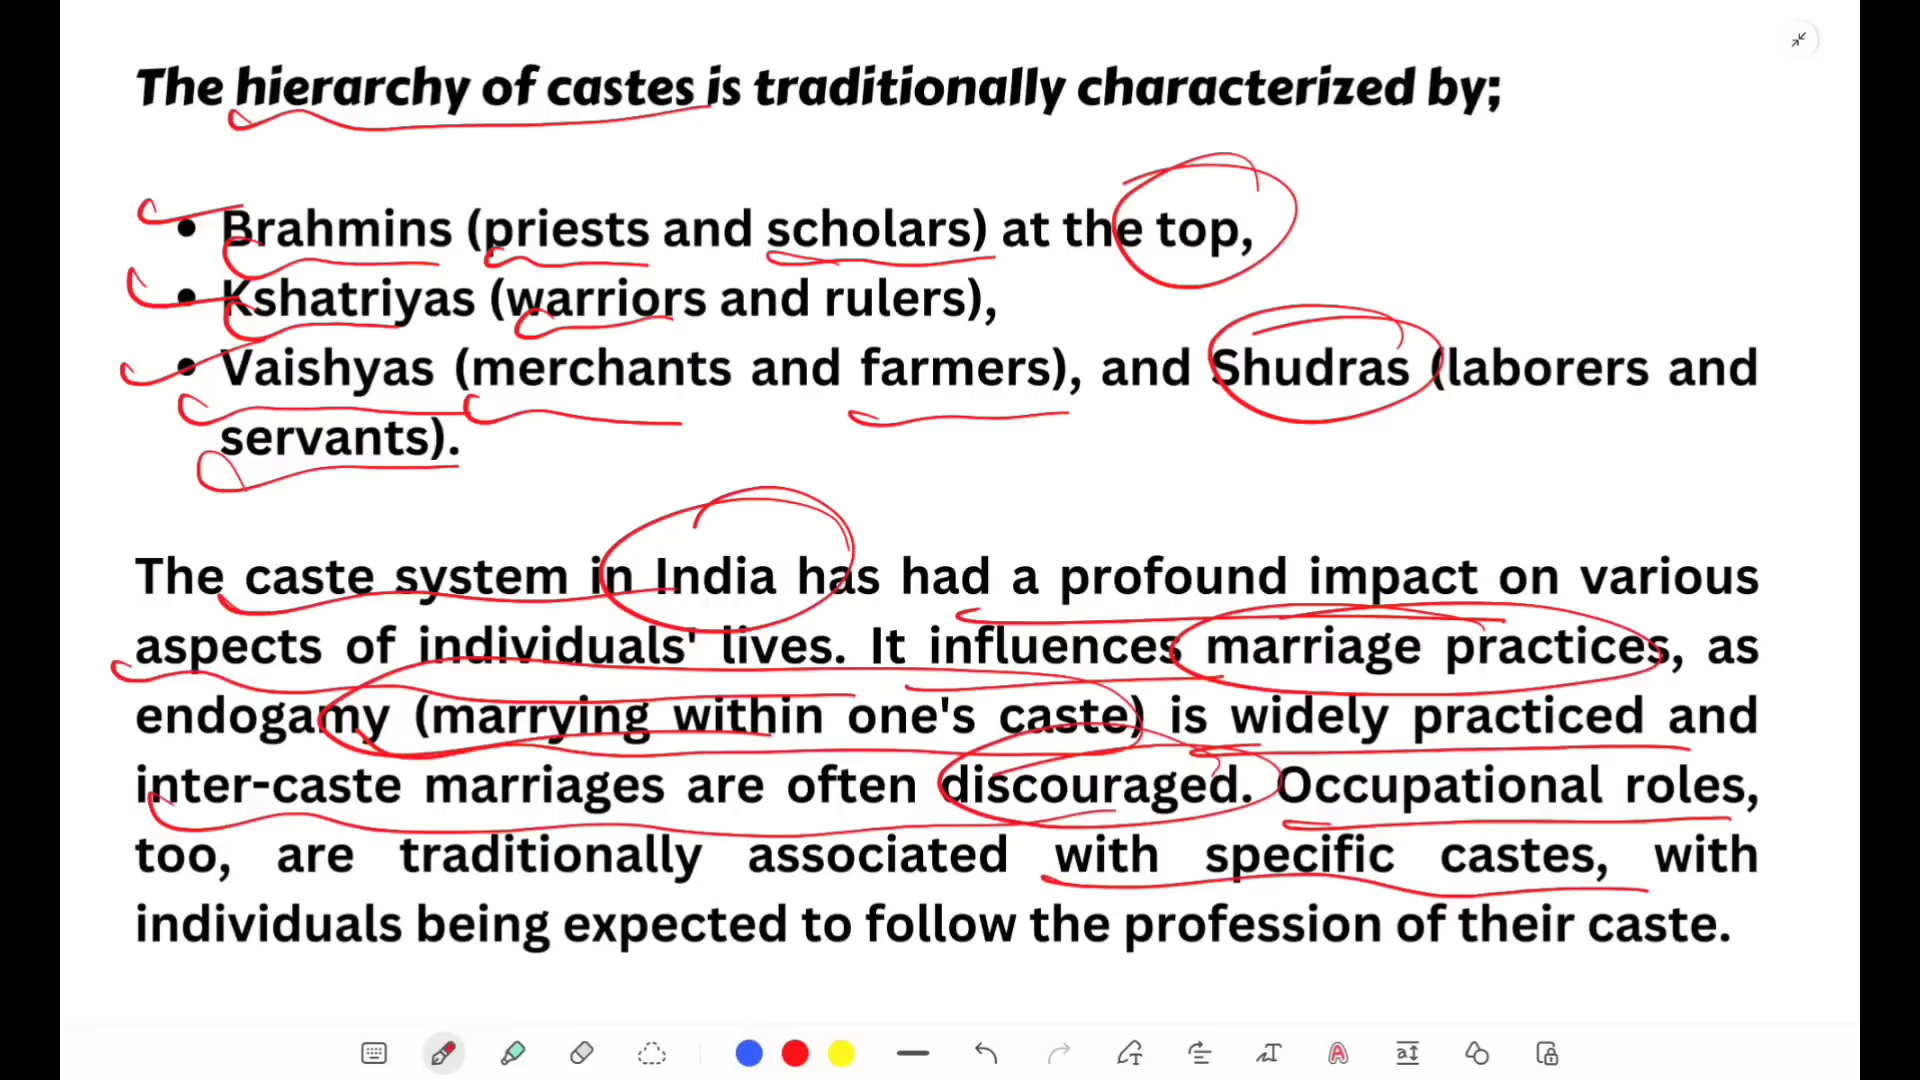 The hierarchy of castes is traditionally characterized by;
• Brahmins (priests and scholars) at the top,
• Kshatriyas (warriors and rulers),
• Vaishyas (merchants and farmers), and Shudras (laborers and
servants).
The caste system in India has had a profound impact on various
aspects of individuals' lives. It influences marriage practices, as
endogamy (marrying within one's caste) is widely practiced and
inter-caste marriages are often discouraged. Occupational roles,
too, are traditionally associated with specific castes, with
individuals being expected to follow the profession of their caste.